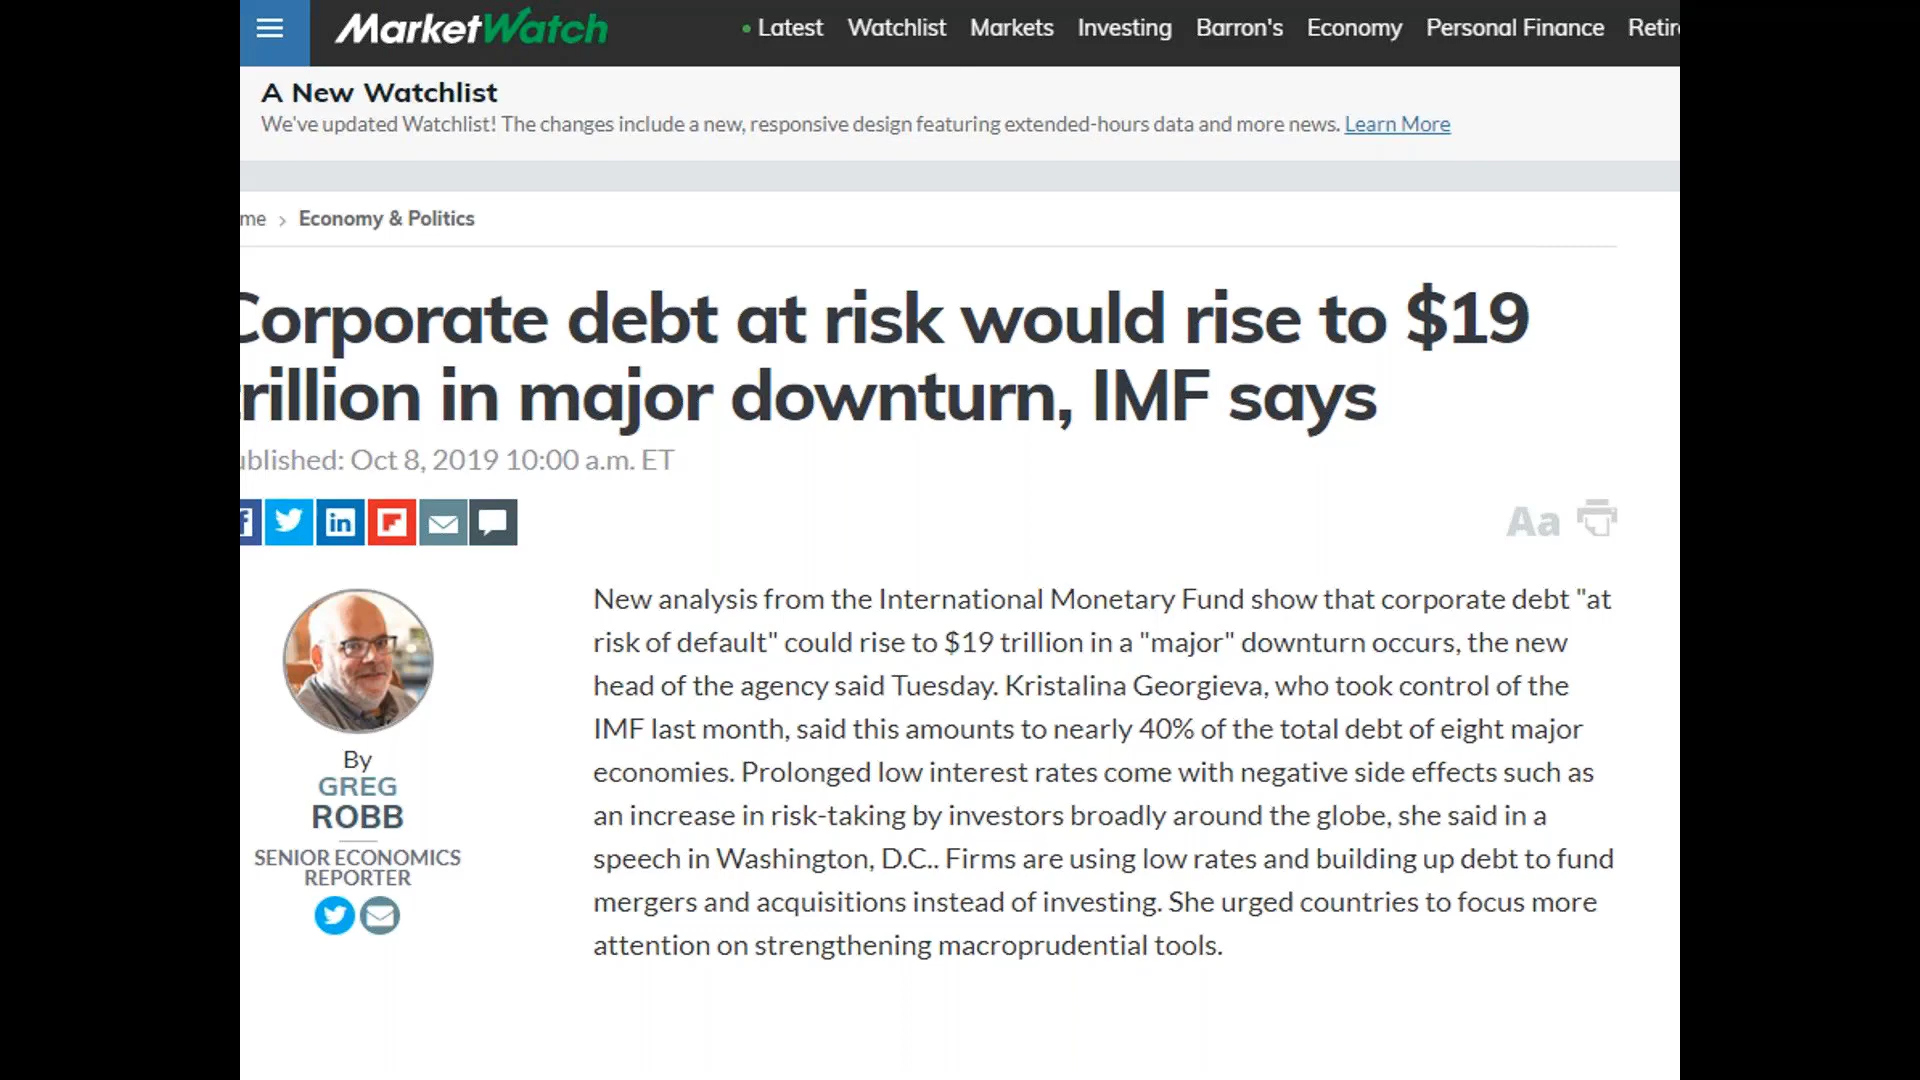 MarketWatch
• Latest Watchlist Markets Investing Barron's Economy Personal Finance Retir
A New Watchlist
We've updated Watchlist! The changes include a new, responsive design featuring extended-hours data and more news. Learn More
me › Economy & Politics
Corporate debt at risk would rise to $19
trillion in major downturn, IMF says
ublished: Oct 8, 2019 10:00 a.m. ET
f in
Aa
By
GREG
ROBB
SENIOR ECONOMICS
REPORTER
New analysis from the International Monetary Fund show that corporate debt "at
risk of default" could rise to $19 trillion in a "major" downturn occurs, the new
head of the agency said Tuesday. Kristalina Georgieva, who took control of the
IMF last month, said this amounts to nearly 40% of the total debt of eight major
economies. Prolonged low interest rates come with negative side effects such as
an increase in risk-taking by investors broadly around the globe, she said in a
speech in Washington, D.C.. Firms are using low rates and building up debt to fund
mergers and acquisitions instead of investing. She urged countries to focus more
attention on strengthening macroprudential tools.